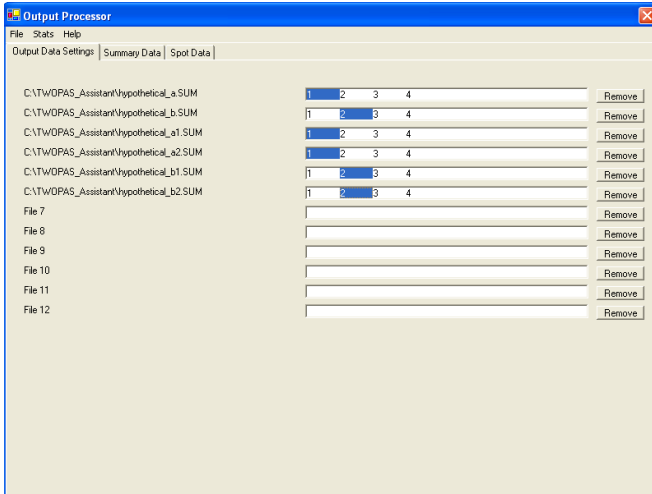 Output Processor
File Stats Help
Output Data Settings Summary Data Spot Data
C:\TWOPAS_Assistant\hypothetical_a.SUM 1 2 3 4 Remove
C:\TWOPAS_Assistant\hypothetical_b.SUM 1 2 3 4 Remove
C:\TWOPAS_Assistant\hypothetical_a1.SUM 1 2 3 4 Remove
C:\TWOPAS_Assistant\hypothetical_a2.SUM 1 2 3 4 Remove
C:\TWOPAS_Assistant\hypothetical_b1.SUM 1 2 3 4 Remove
C:\TWOPAS_Assistant\hypothetical_b2.SUM 1 2 3 4 Remove
File 7 Remove
File 8 Remove
File 9 Remove
File 10 Remove
File 11 Remove
File 12 Remove